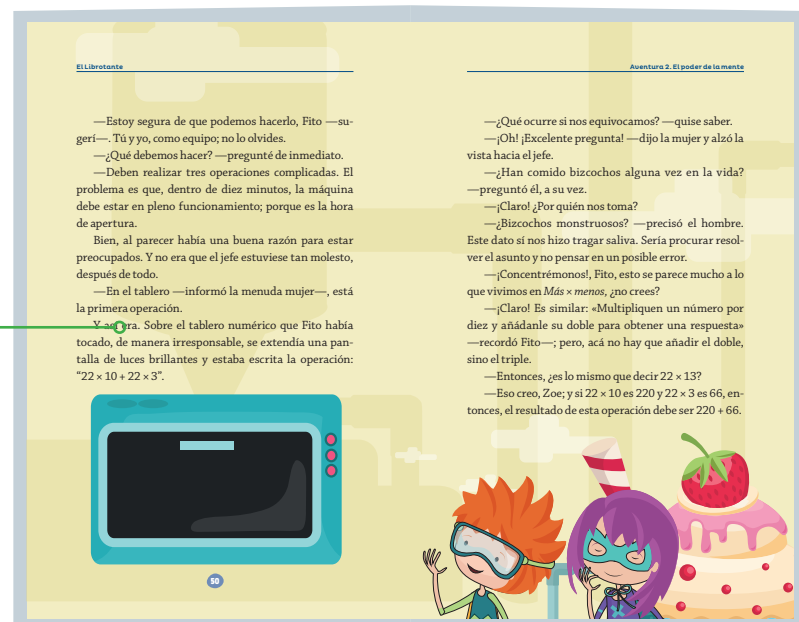 El Librotante
—Estoy segura de que podemos hacerlo, Fito —su-
gerí—. Tú y yo, como equipo; no lo olvides.
—¿Qué debemos hacer? —pregunté de inmediato.
—Deben realizar tres operaciones complicadas. El
problema es que, dentro de diez minutos, la máquina
debe estar en pleno funcionamiento; porque es la hora
de apertura.
Bien, al parecer había una buena razón para estar
preocupados. Y no era que el jefe estuviese tan molesto,
después de todo.
—En el tablero —informó la menuda mujer—, está
la primera operación.
Y así era. Sobre el tablero numérico que Fito había
tocado, de manera irresponsable, se extendía una pan-
talla de luces brillantes y estaba escrita la operación:
“22 × 10 + 22 × 3”.
50
Aventura 2. El poder de la mente
—¿Qué ocurre si nos equivocamos? —quise saber.
—¡Oh! ¡Excelente pregunta! —dijo la mujer y alzó la
vista hacia el jefe.
—¿Han comido bizcochos alguna vez en la vida?
—preguntó él, a su vez.
—¡Claro! ¿Por quién nos toma?
—¿Bizcochos monstruosos? —precisó el hombre.
Este dato sí nos hizo tragar saliva. Sería procurar resol-
ver el asunto y no pensar en un posible error.
—¡Concentrémonos!, Fito, esto se parece mucho a lo
que vivimos en Más × menos, ¿no crees?
—¡Claro! Es similar: «Multipliquen un número por
diez y añádanle su doble para obtener una respuesta»
—recordó Fito—; pero, acá no hay que añadir el doble,
sino el triple.
—Entonces, ¿es lo mismo que decir 22 × 13?
—Eso creo, Zoe; y si 22 × 10 es 220 y 22 × 3 es 66, en-
tonces, el resultado de esta operación debe ser 220 + 66.